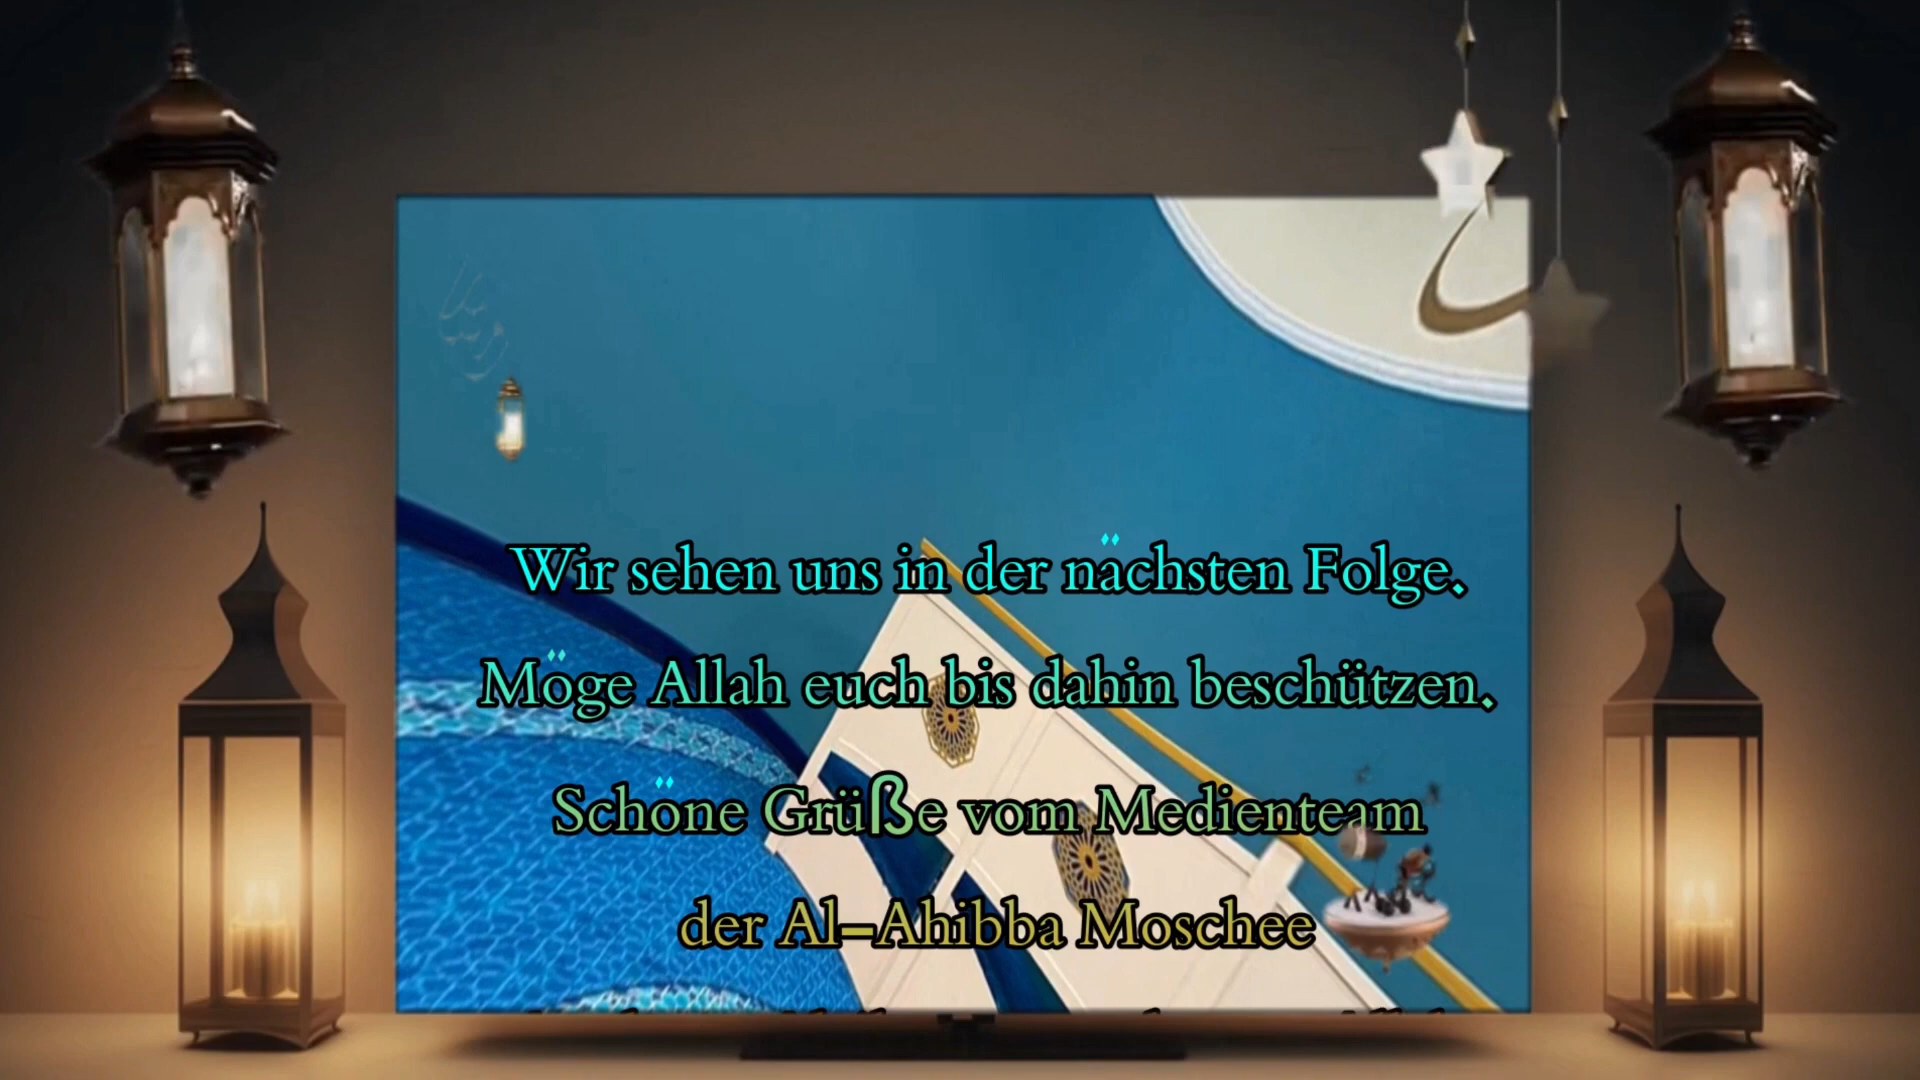 Wir sehen uns in der nächsten Folge.
Möge Allah euch bis dahin beschützen.
Schöne Grüße vom Medienteam
der Al-Ahibba Moschee